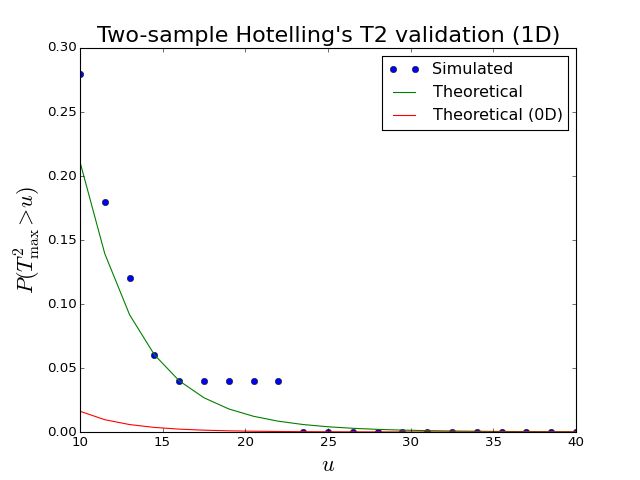 Two-sample Hotelling's T2 validation (1D)
0.30
0.25
0.20
0.15
0.10
0.05
0.00
P(T²max>u)
Simulated
Theoretical
Theoretical (0D)
10 15 20 25 30 35 40
u